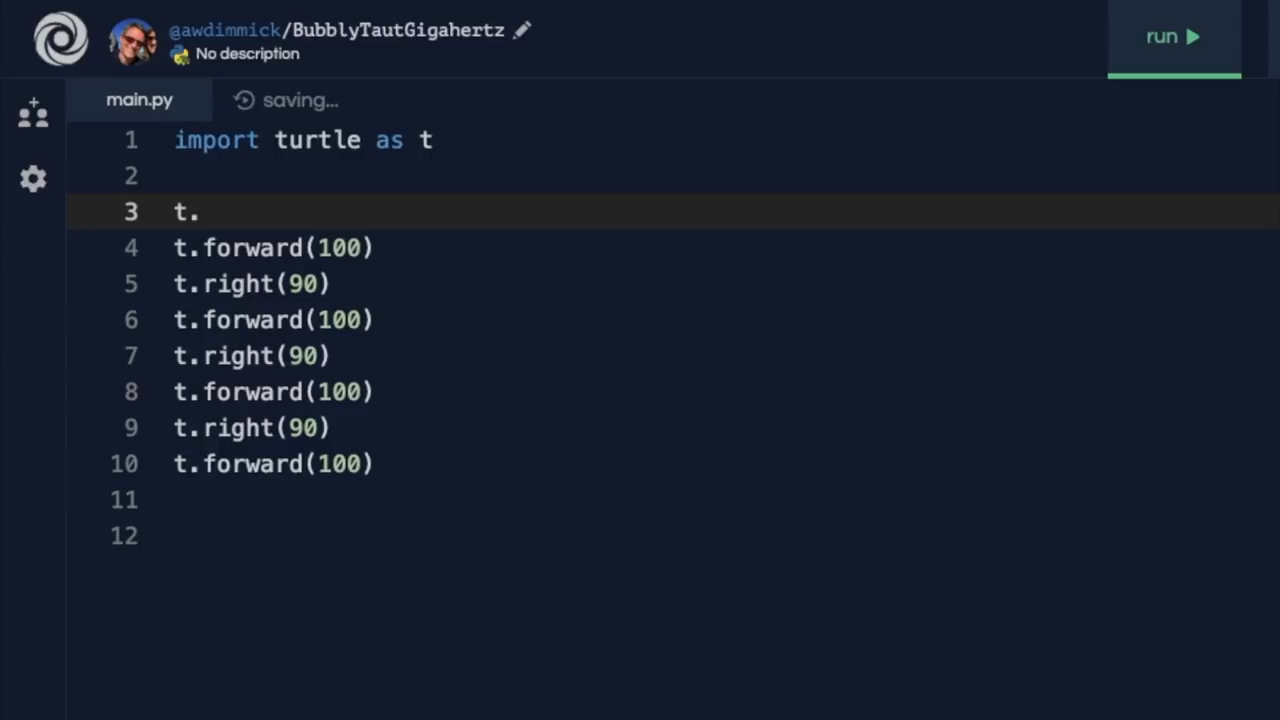 @awdimmick/BubblyTautGigahertz
No description
run
main.py
saving...
1 import turtle as t
2
3 t.
4 t.forward(100)
5 t.right(90)
6 t.forward(100)
7 t.right(90)
8 t.forward(100)
9 t.right(90)
10 t.forward(100)
11
12